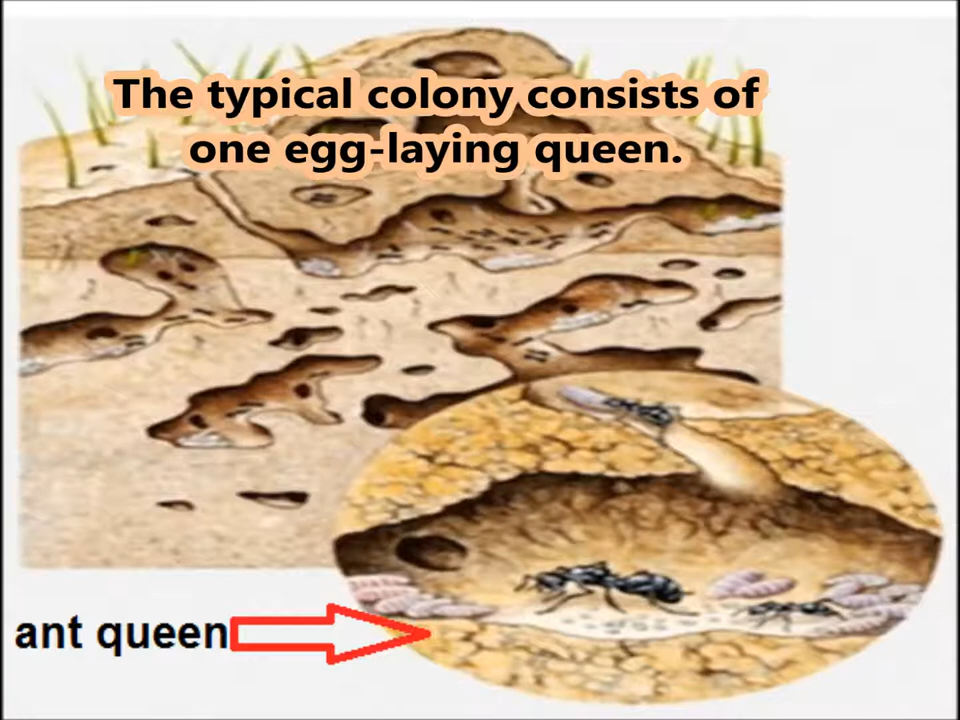 The typical colony consists of
one egg-laying queen.
ant queen